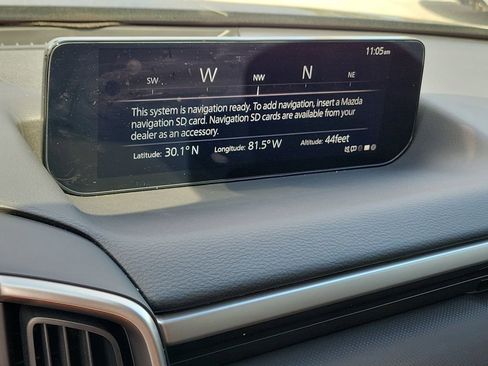 11:05am
SW W NW N NE
This system is navigation ready. To add navigation, insert a Mazda
navigation SD card. Navigation SD cards are available from your
dealer as an accessory.
Latitude: 30.1° N Longitude: 81.5° W Altitude: 44feet